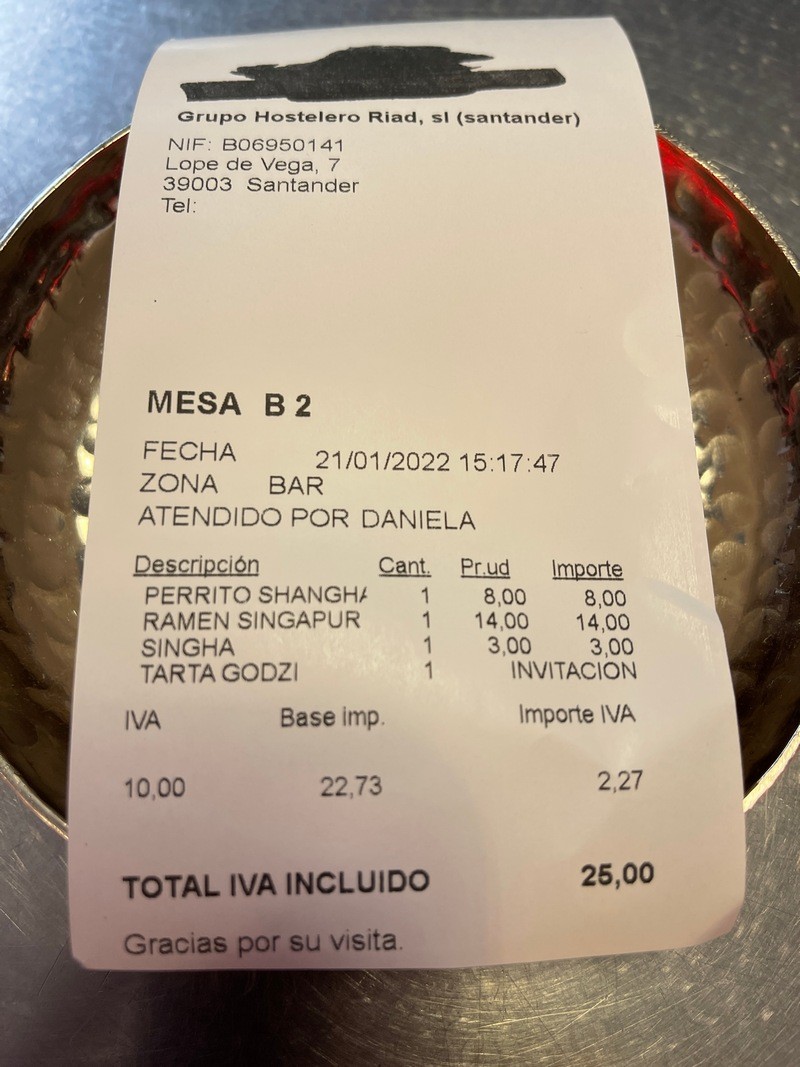 Grupo Hostelero Riad, sl (santander)
NIF: B06950141
Lope de Vega, 7
39003 Santander
Tel:
MESA B 2
FECHA 21/01/2022 15:17:47
ZONA BAR
ATENDIDO POR DANIELA
Descripción Cant. Pr.ud Importe
PERRITO SHANGHA 1 8,00 8,00
RAMEN SINGAPUR 1 14,00 14,00
SINGHA 1 3,00 3,00
TARTA GODZI 1 INVITACION
IVA Base imp. Importe IVA
10,00 22,73 2,27
TOTAL IVA INCLUIDO 25,00
Gracias por su visita.